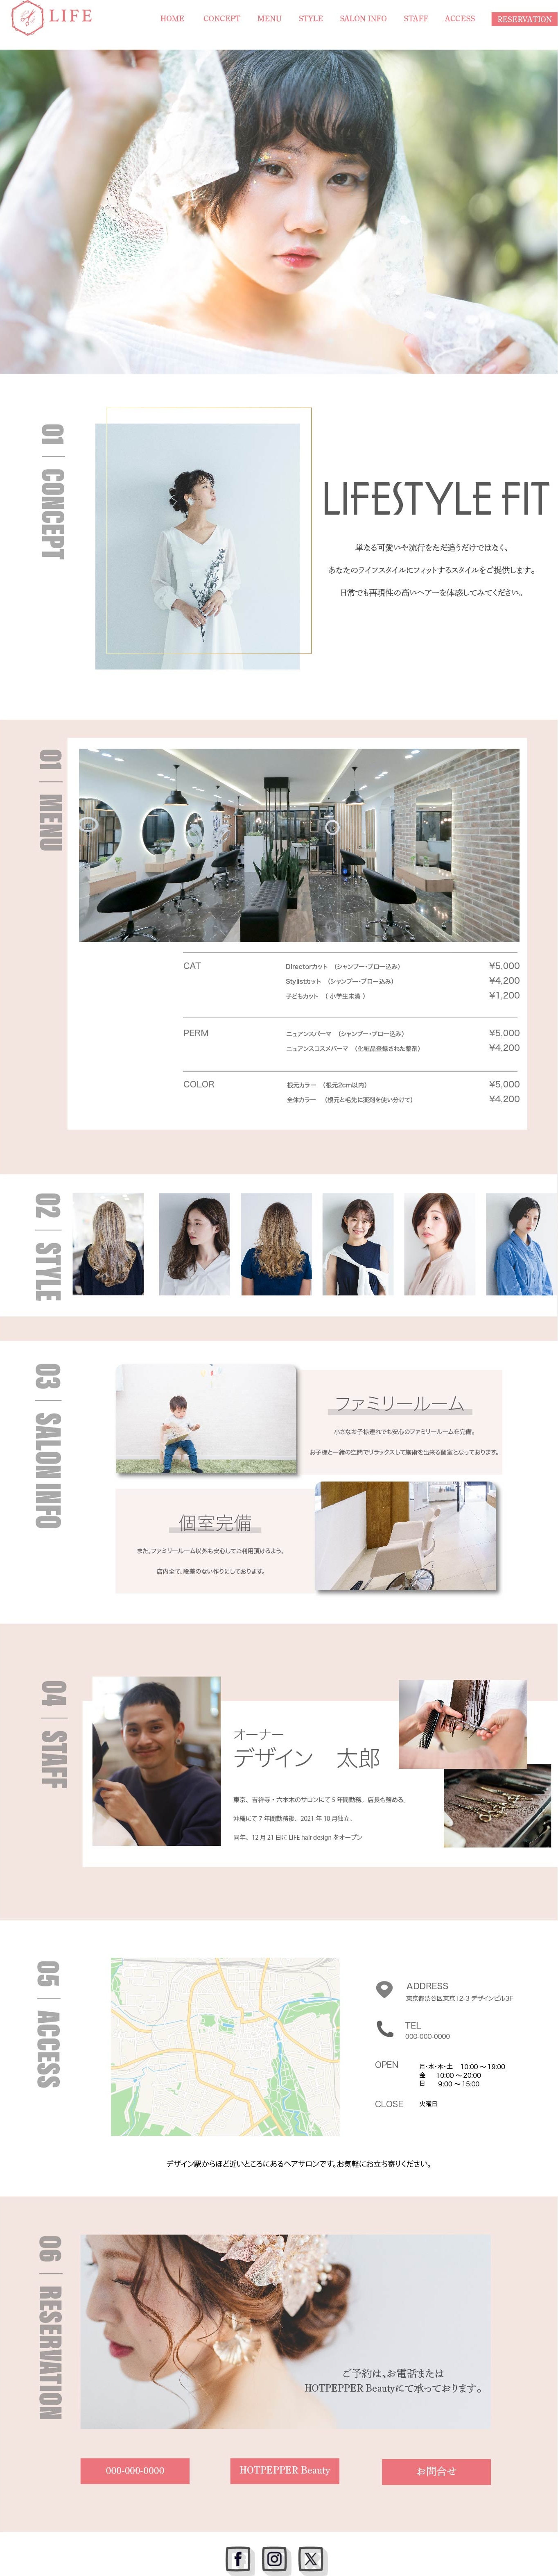 LIFE
HOME CONCEPT MENU STYLE SALON INFO STAFF ACCESS RESERVATION
01 CONCEPT
LIFESTYLE FIT
単なる可愛いや流行をただ追うだけではなく、
あなたのライフスタイルにフィットするスタイルをご提供します。
日常でも再現性の高いヘアーを体感してみてください。
01 MENU
CAT Directorカット （シャンプー・ブロー込み） ¥5,000
Stylistカット （シャンプー・ブロー込み） ¥4,200
子どもカット （ 小学生未満 ） ¥1,200
PERM ニュアンスパーマ （シャンプー・ブロー込み） ¥5,000
ニュアンスコスメパーマ （化粧品登録された薬剤） ¥4,200
COLOR 根元カラー （根元2cm以内） ¥5,000
全体カラー （根元と毛先に薬剤を使い分けて） ¥4,200
02 STYLE
03 SALON INFO
ファミリールーム
小さなお子様連れでも安心のファミリールームを完備。
お子様と一緒の空間でリラックスして施術を出来る個室となっております。
個室完備
また、ファミリールーム以外も安心してご利用頂けるよう、
店内全て、段差のない作りにしております。
04 STAFF
オーナー
デザイン 太郎
東京、吉祥寺・六本木のサロンにて 5 年間勤務、店長も務める。
沖縄にて 7 年間勤務後、2021 年 10 月独立。
同年、12 月 21 日に LIFE hair design をオープン
05 ACCESS
ADDRESS
東京都渋谷区東京12-3 デザインビル3F
TEL
000-000-0000
OPEN 月・水・木・土 10:00 〜 19:00
金 10:00 〜 20:00
日 9:00 〜 15:00
CLOSE 火曜日
デザイン駅からほど近いところにあるヘアサロンです。お気軽にお立ち寄りください。
06 RESERVATION
ご予約は、お電話または
HOTPEPPER Beautyにて承っております。
000-000-0000
HOTPEPPER Beauty
お問合せ